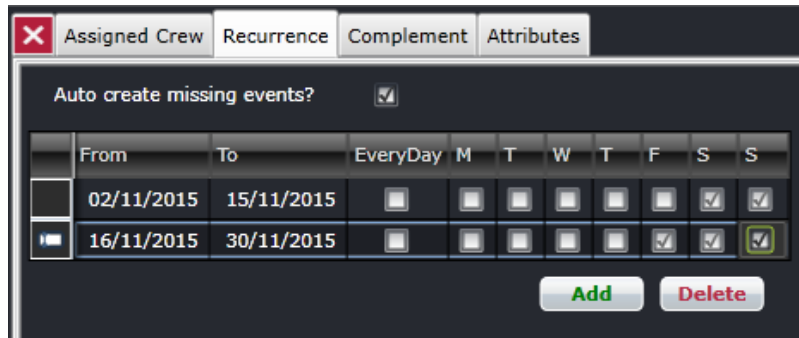 Assigned Crew Recurrence Complement Attributes
Auto create missing events?
From To EveryDay M T W T F S S
02/11/2015 15/11/2015
16/11/2015 30/11/2015
Add Delete